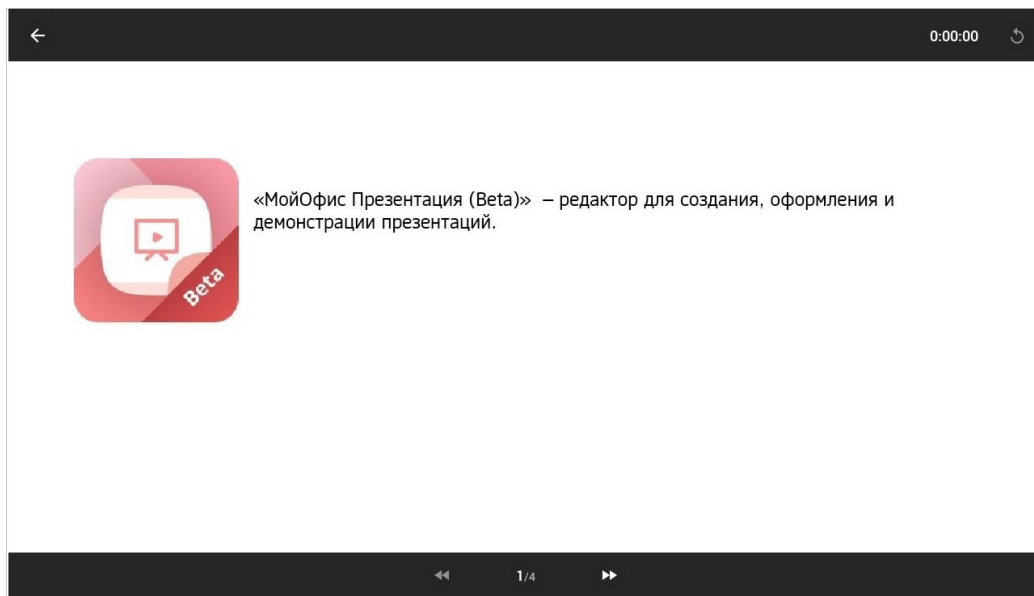 0:00:00
«МойОфис Презентация (Beta)» – редактор для создания, оформления и
демонстрации презентаций.
Beta
1/4